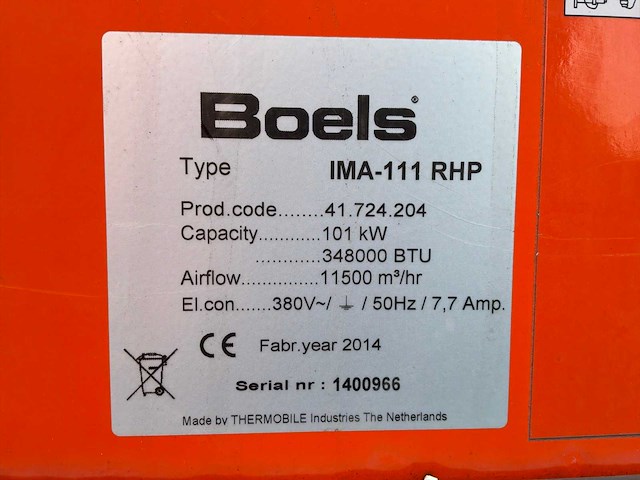 Boels®
Type IMA-111 RHP
Prod.code........41.724.204
Capacity............101 kW
............348000 BTU
Airflow...............11500 m³/hr
El.con.......380V~/ ⏚ / 50Hz / 7,7 Amp.
CE Fabr.year 2014
Serial nr : 1400966
Made by THERMOBILE Industries The Netherlands